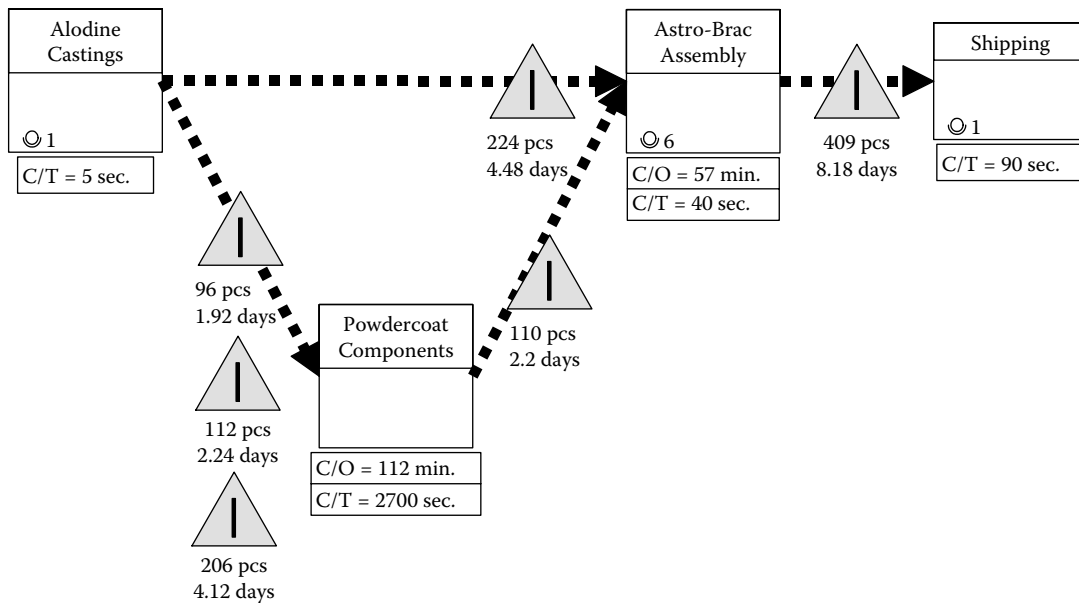 Alodine
Castings
1
C/T = 5 sec.
Astro-Brac
Assembly
6
C/O = 57 min.
C/T = 40 sec.
Shipping
1
C/T = 90 sec.
224 pcs
4.48 days
409 pcs
8.18 days
96 pcs
1.92 days
Powdercoat
Components
C/O = 112 min.
C/T = 2700 sec.
110 pcs
2.2 days
112 pcs
2.24 days
206 pcs
4.12 days